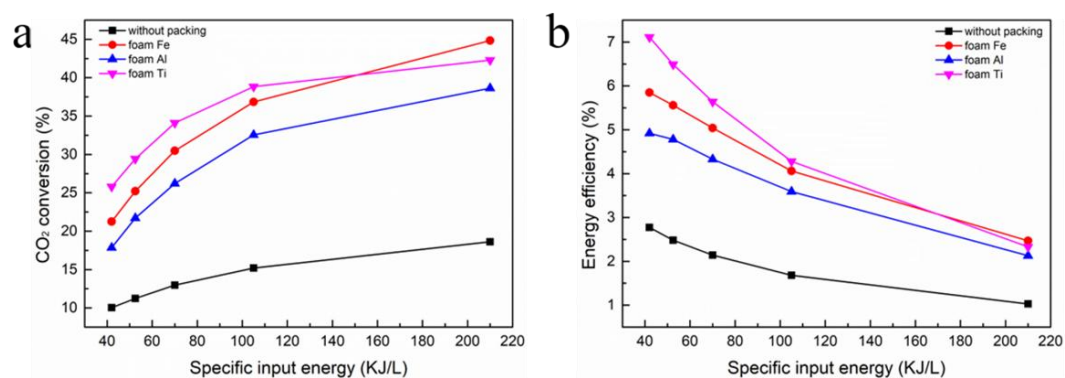 a
without packing
foam Fe
foam Al
foam Ti
45
40
35
30
25
20
15
10
CO₂ conversion (%)
40 60 80 100 120 140 160 180 200 220
Specific input energy (KJ/L)
b
without packing
foam Fe
foam Al
foam Ti
7
6
5
4
3
2
1
Energy efficiency (%)
40 60 80 100 120 140 160 180 200 220
Specific input energy (KJ/L)